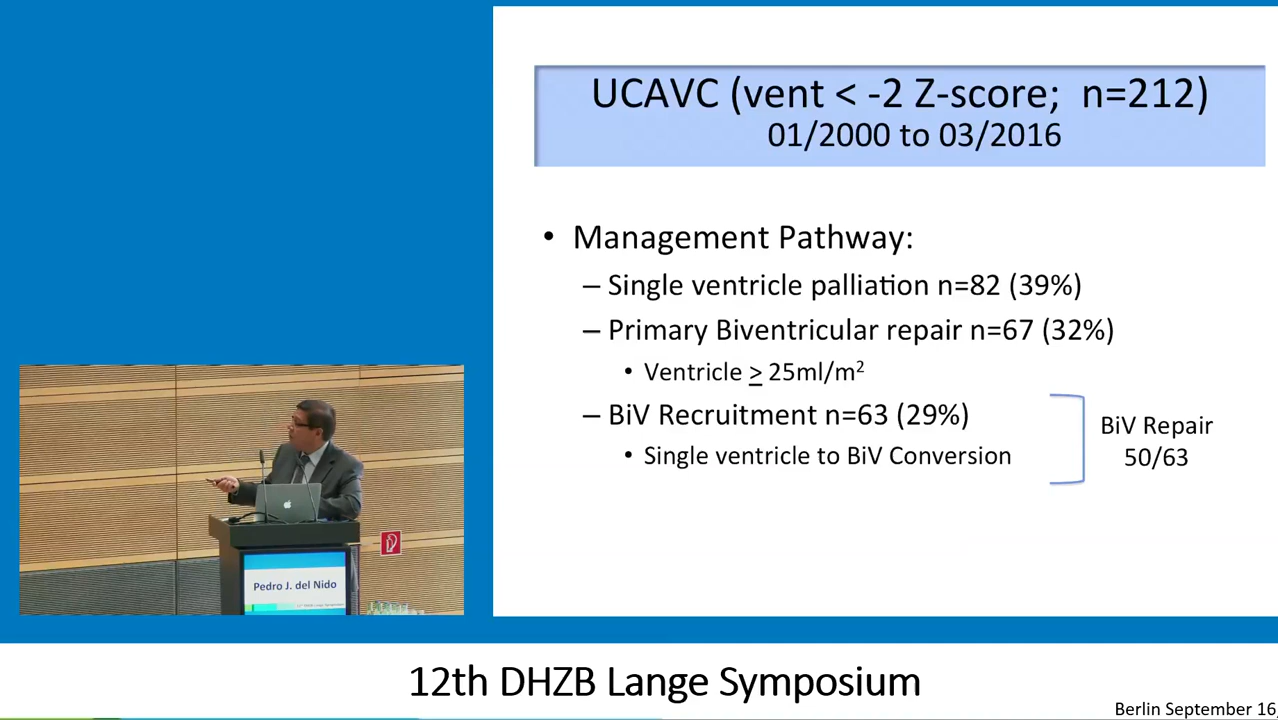 UCAVC (vent < -2 Z-score; n=212)
01/2000 to 03/2016
• Management Pathway:
– Single ventricle palliation n=82 (39%)
– Primary Biventricular repair n=67 (32%)
• Ventricle ≥ 25ml/m²
– BiV Recruitment n=63 (29%)
• Single ventricle to BiV Conversion
BiV Repair
50/63
Pedro J. del Nido
12th DHZB Lange Symposium
Berlin September 16,